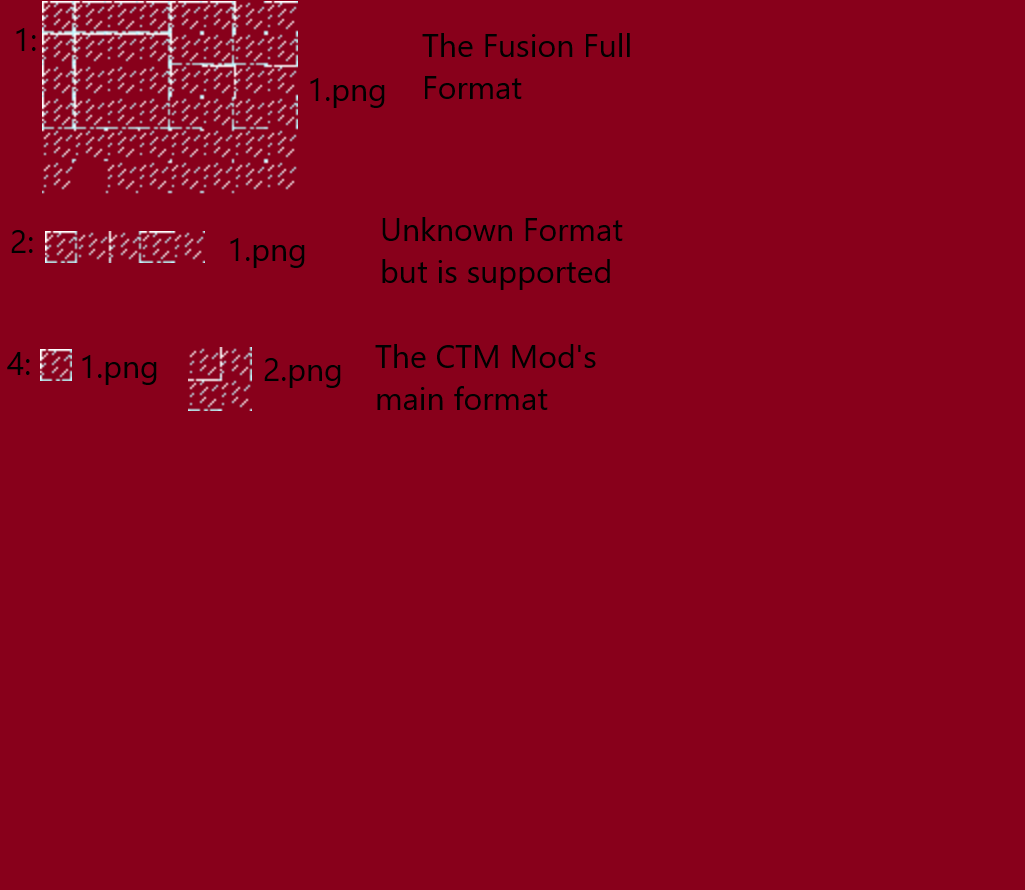 1:
1.png
The Fusion Full
Format
2:
1.png
Unknown Format
but is supported
4:
1.png
2.png
The CTM Mod's
main format